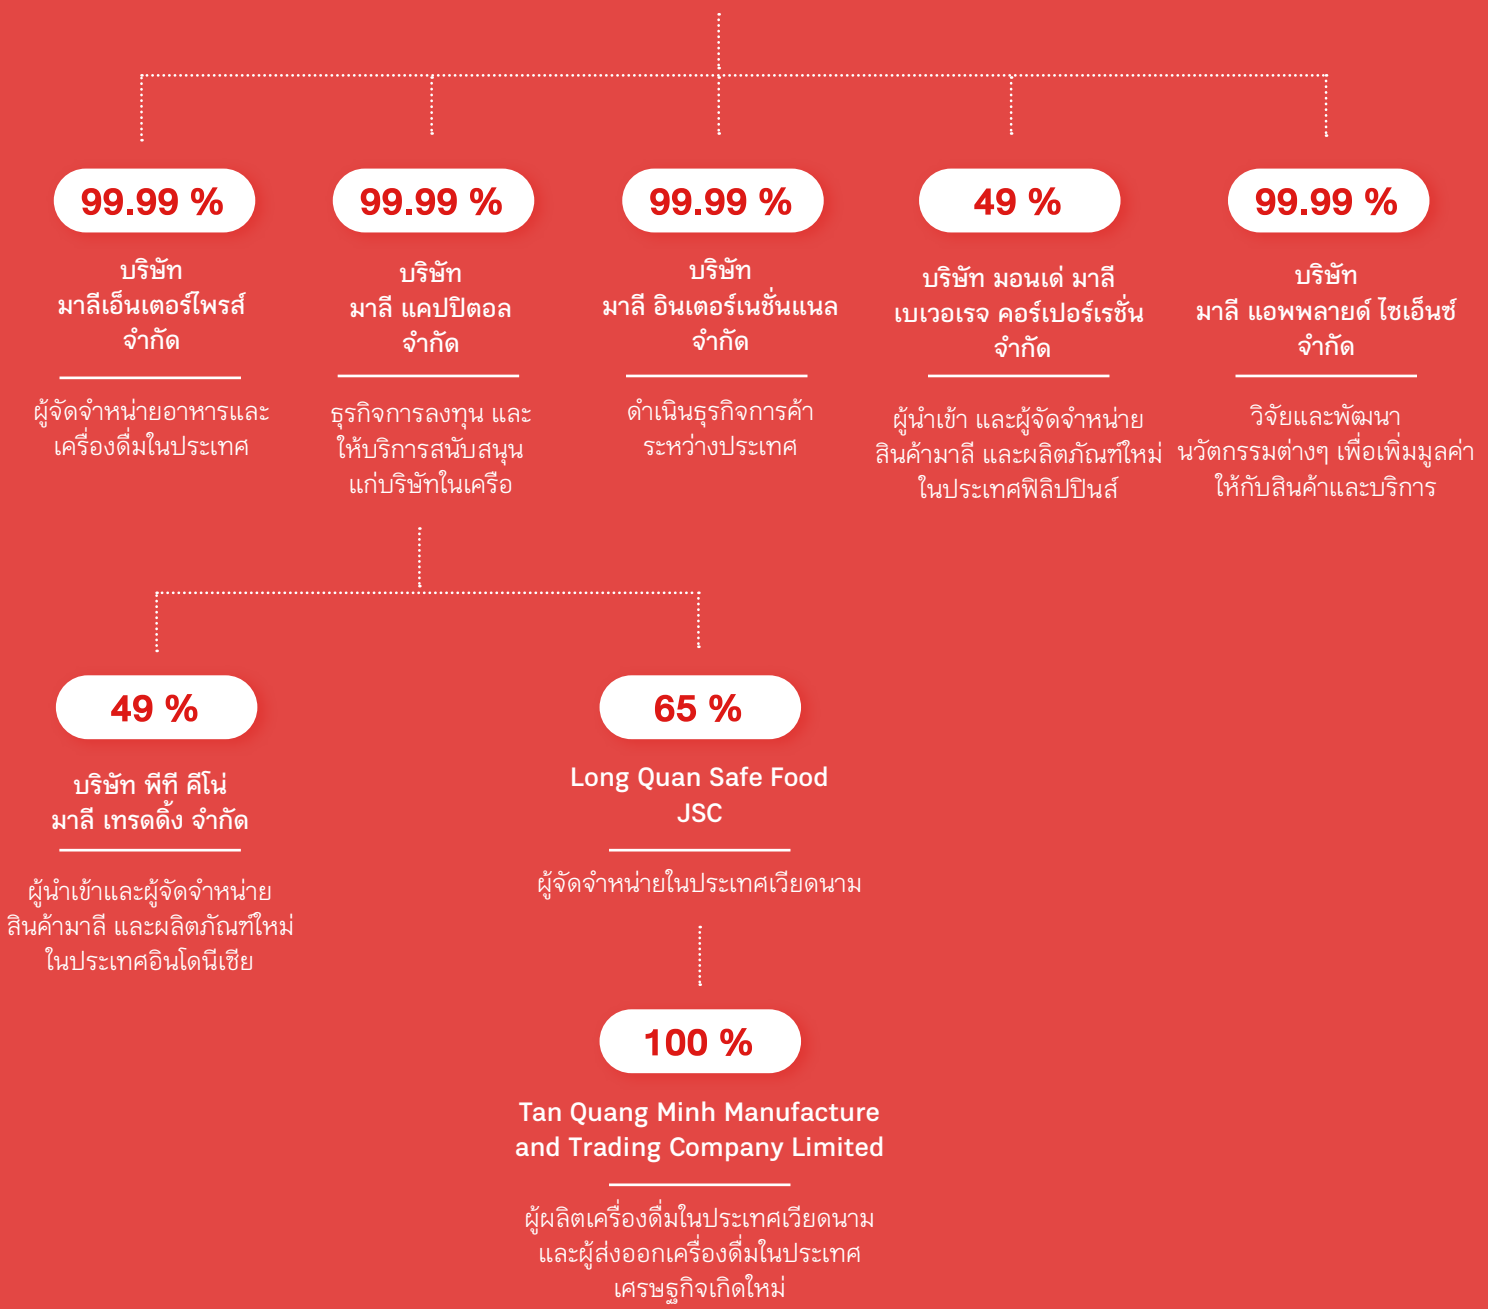 99.99 %
บริษัท
มาลีเอ็นเตอร์ไพรส์
จำกัด
ผู้จัดจำหน่ายอาหารและ
เครื่องดื่มในประเทศ
99.99 %
บริษัท
มาลี แคปปิตอล
จำกัด
ธุรกิจการลงทุน และ
ให้บริการสนับสนุน
แก่บริษัทในเครือ
99.99 %
บริษัท
มาลี อินเตอร์เนชั่นแนล
จำกัด
ดำเนินธุรกิจการค้า
ระหว่างประเทศ
49 %
บริษัท มอนเด่ มาลี
เบเวอเรจ คอร์เปอร์เรชั่น
จำกัด
ผู้นำเข้า และผู้จัดจำหน่าย
สินค้ามาลี และผลิตภัณฑ์ใหม่
ในประเทศฟิลิปปินส์
99.99 %
บริษัท
มาลี แอพพลายด์ ไซเอ็นซ์
จำกัด
วิจัยและพัฒนา
นวัตกรรมต่างๆ เพื่อเพิ่มมูลค่า
ให้กับสินค้าและบริการ
49 %
บริษัท พีที คีโน่
มาลี เทรดดิ้ง จำกัด
ผู้นำเข้าและผู้จัดจำหน่าย
สินค้ามาลี และผลิตภัณฑ์ใหม่
ในประเทศอินโดนีเซีย
65 %
Long Quan Safe Food
JSC
ผู้จัดจำหน่ายในประเทศเวียดนาม
100 %
Tan Quang Minh Manufacture
and Trading Company Limited
ผู้ผลิตเครื่องดื่มในประเทศเวียดนาม
และผู้ส่งออกเครื่องดื่มในประเทศ
เศรษฐกิจเกิดใหม่